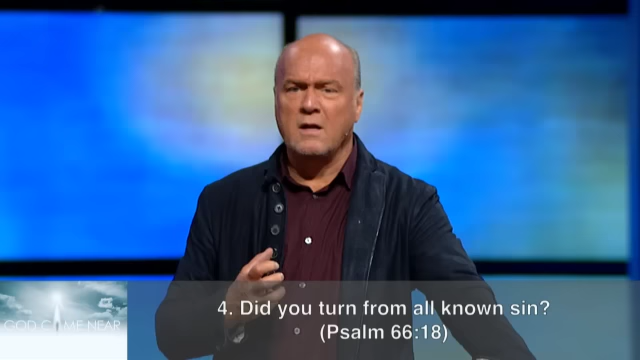 4. Did you turn from all known sin?
(Psalm 66:18)
GOD CAME NEAR